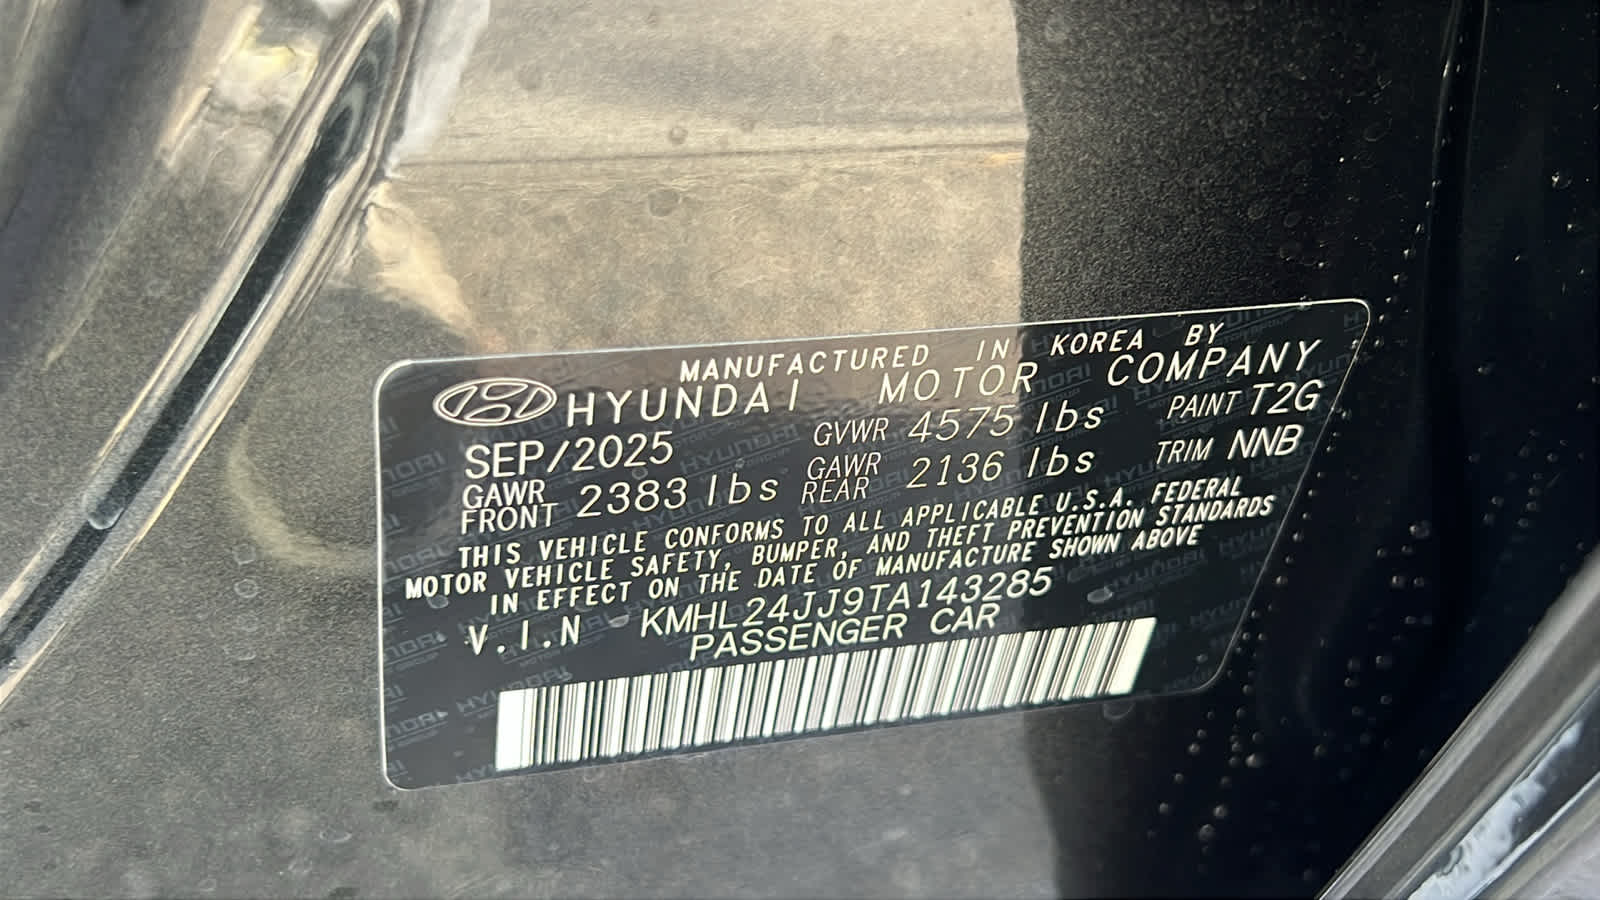 MANUFACTURED IN KOREA BY
HYUNDAI MOTOR COMPANY
SEP/2025 GVWR 4575 lbs PAINT T2G
GAWR FRONT 2383 lbs GAWR REAR 2136 lbs TRIM NNB
THIS VEHICLE CONFORMS TO ALL APPLICABLE U.S.A. FEDERAL
MOTOR VEHICLE SAFETY, BUMPER, AND THEFT PREVENTION STANDARDS
IN EFFECT ON THE DATE OF MANUFACTURE SHOWN ABOVE
V.I.N KMHL24JJ9TA143285
PASSENGER CAR